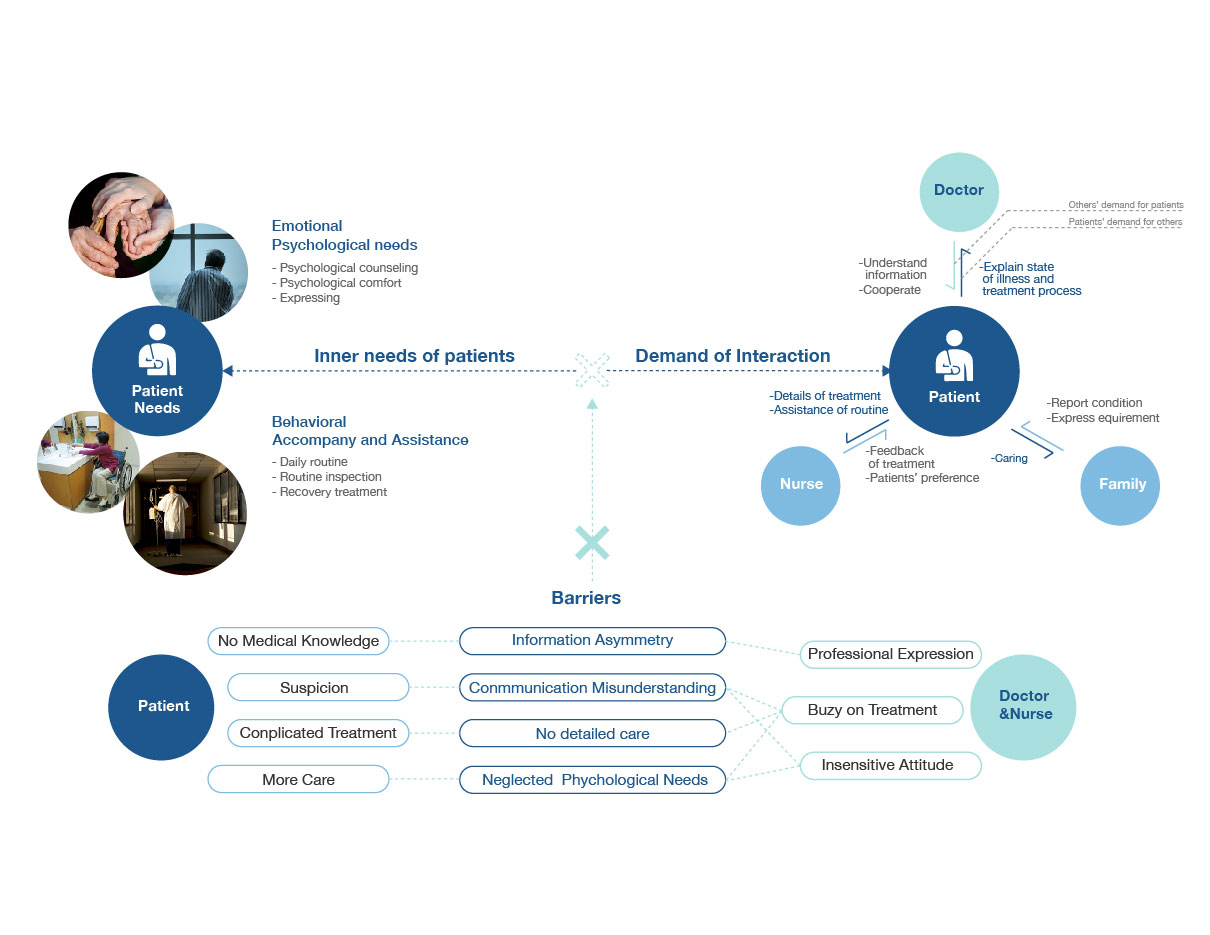 Emotional
Psychological needs
- Psychological counseling
- Psychological comfort
- Expressing
Patient
Needs
Inner needs of patients
Behavioral
Accompany and Assistance
- Daily routine
- Routine inspection
- Recovery treatment
Demand of Interaction
Doctor
Others' demand for patients
Patients' demand for others
-Understand
information
-Cooperate
-Explain state
of illness and
treatment process
Patient
-Details of treatment
-Assistance of routine
-Feedback
of treatment
-Patients' preference
Nurse
-Report condition
-Express equirement
-Caring
Family
Barriers
Patient
No Medical Knowledge
Suspicion
Conplicated Treatment
More Care
Information Asymmetry
Conmmunication Misunderstanding
No detailed care
Neglected Phychological Needs
Professional Expression
Buzy on Treatment
Insensitive Attitude
Doctor
&Nurse